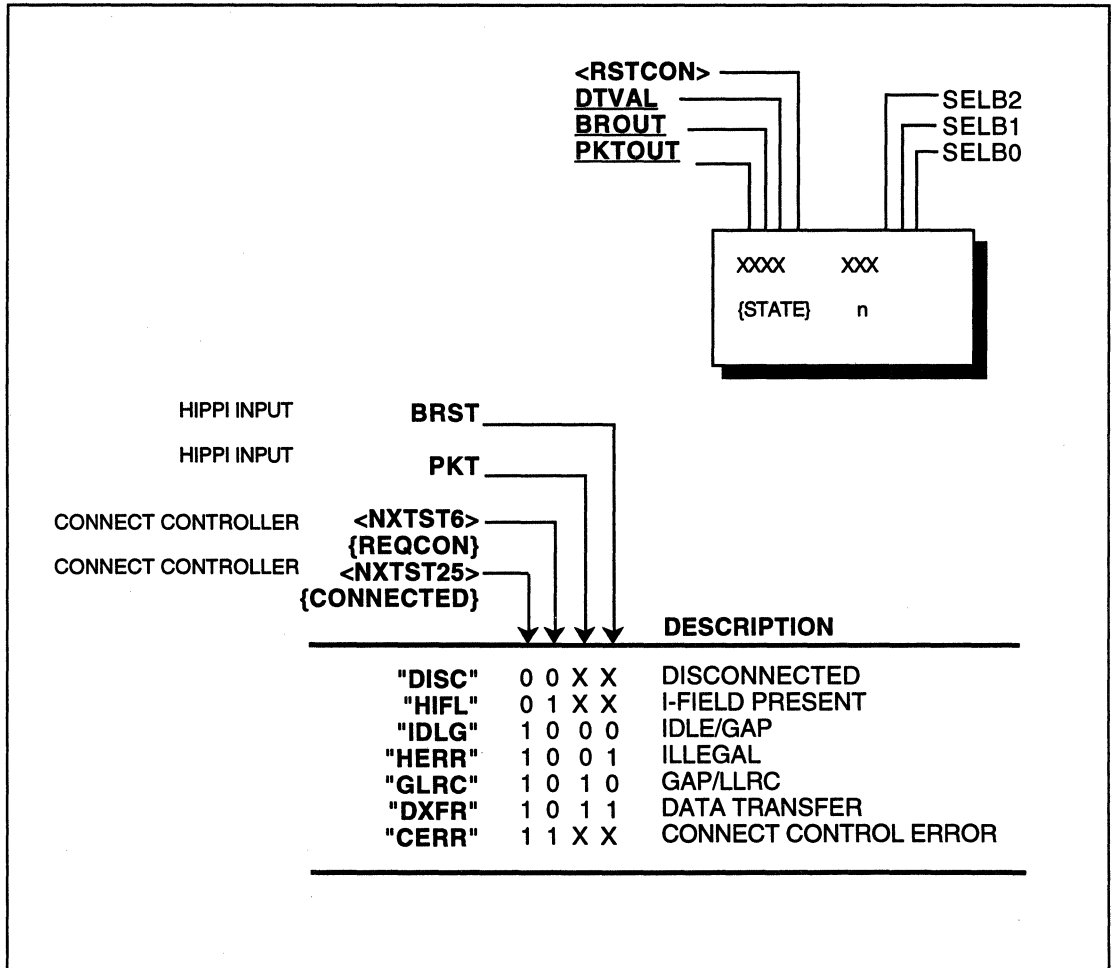 <RSTCON>
DTVAL
BROUT
PKTOUT
SELB2
SELB1
SELB0
XXXX XXX
{STATE} n
HIPPI INPUT BRST
HIPPI INPUT PKT
CONNECT CONTROLLER <NXTST6>
{REQCON}
CONNECT CONTROLLER <NXTST25>
{CONNECTED}
DESCRIPTION
"DISC" 0 0 X X DISCONNECTED
"HIFL" 0 1 X X I-FIELD PRESENT
"IDLG" 1 0 0 0 IDLE/GAP
"HERR" 1 0 0 1 ILLEGAL
"GLRC" 1 0 1 0 GAP/LLRC
"DXFR" 1 0 1 1 DATA TRANSFER
"CERR" 1 1 X X CONNECT CONTROL ERROR